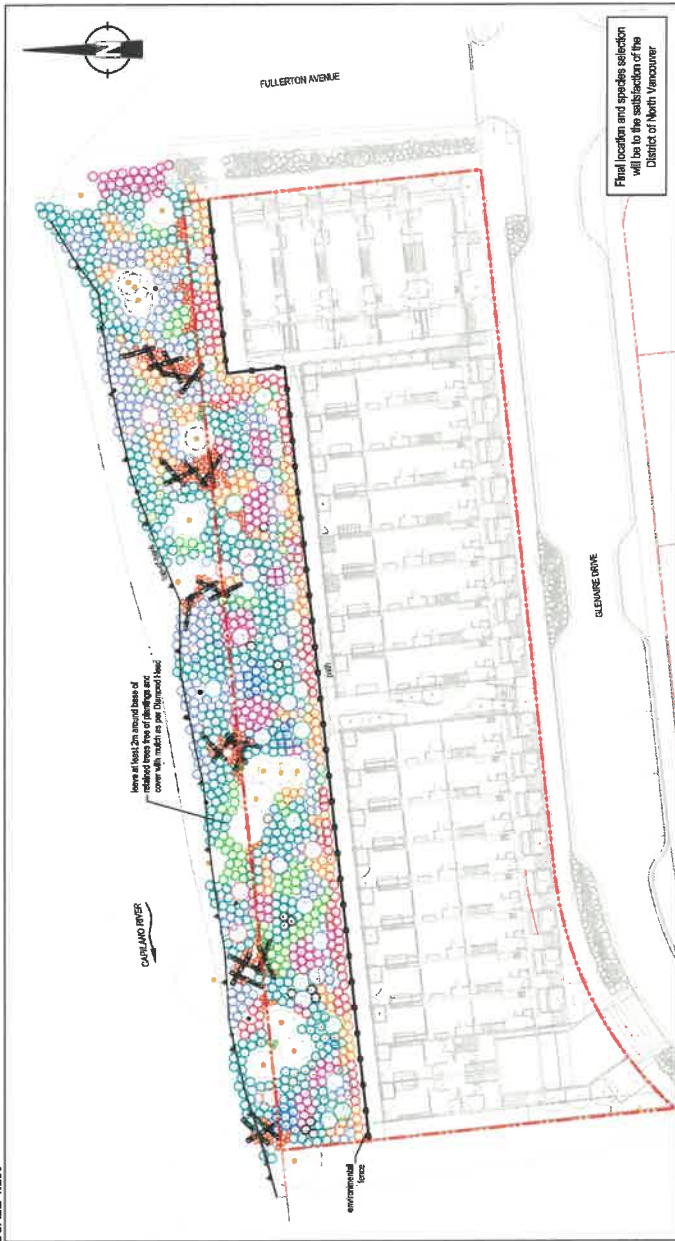 N
FULLERTON AVENUE
Final location and species selection
will be to the satisfaction of the
District of North Vancouver
leave at least 2m around base of
retained trees free of plantings and
cover with mulch as per Diamond Head
CAPILANO RIVER
path
GLENAIRE DRIVE
environmental
fence